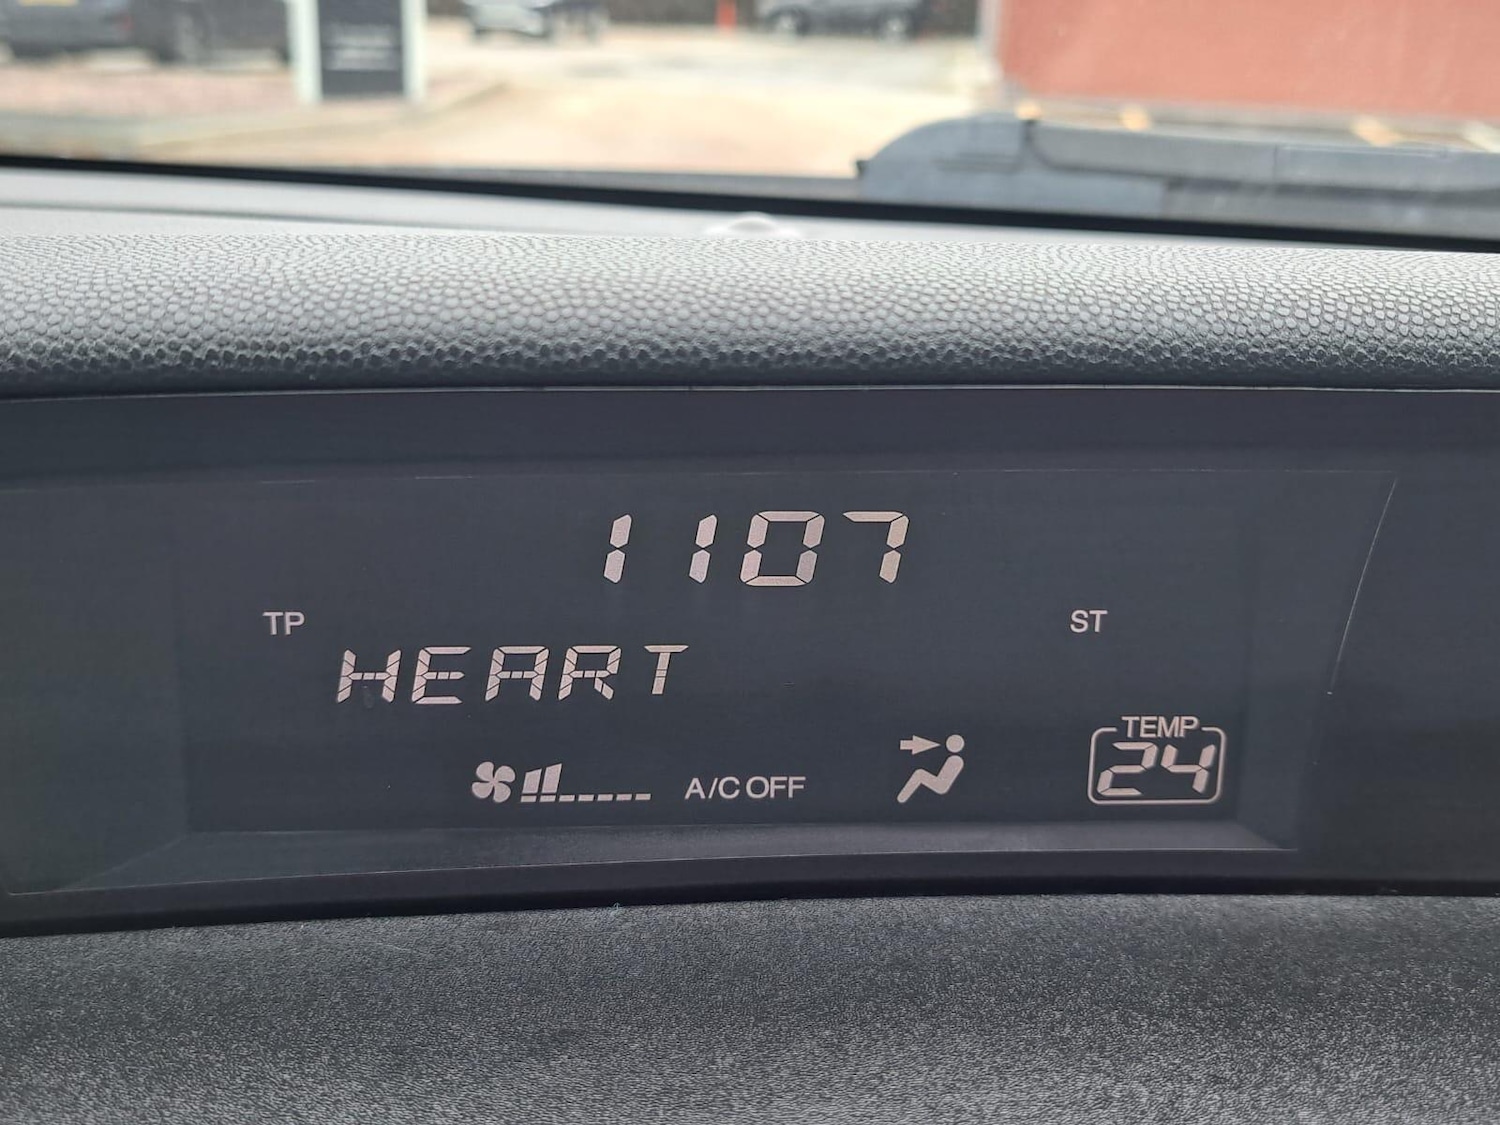 1107
TP ST
HEART
TEMP
A/C OFF 24